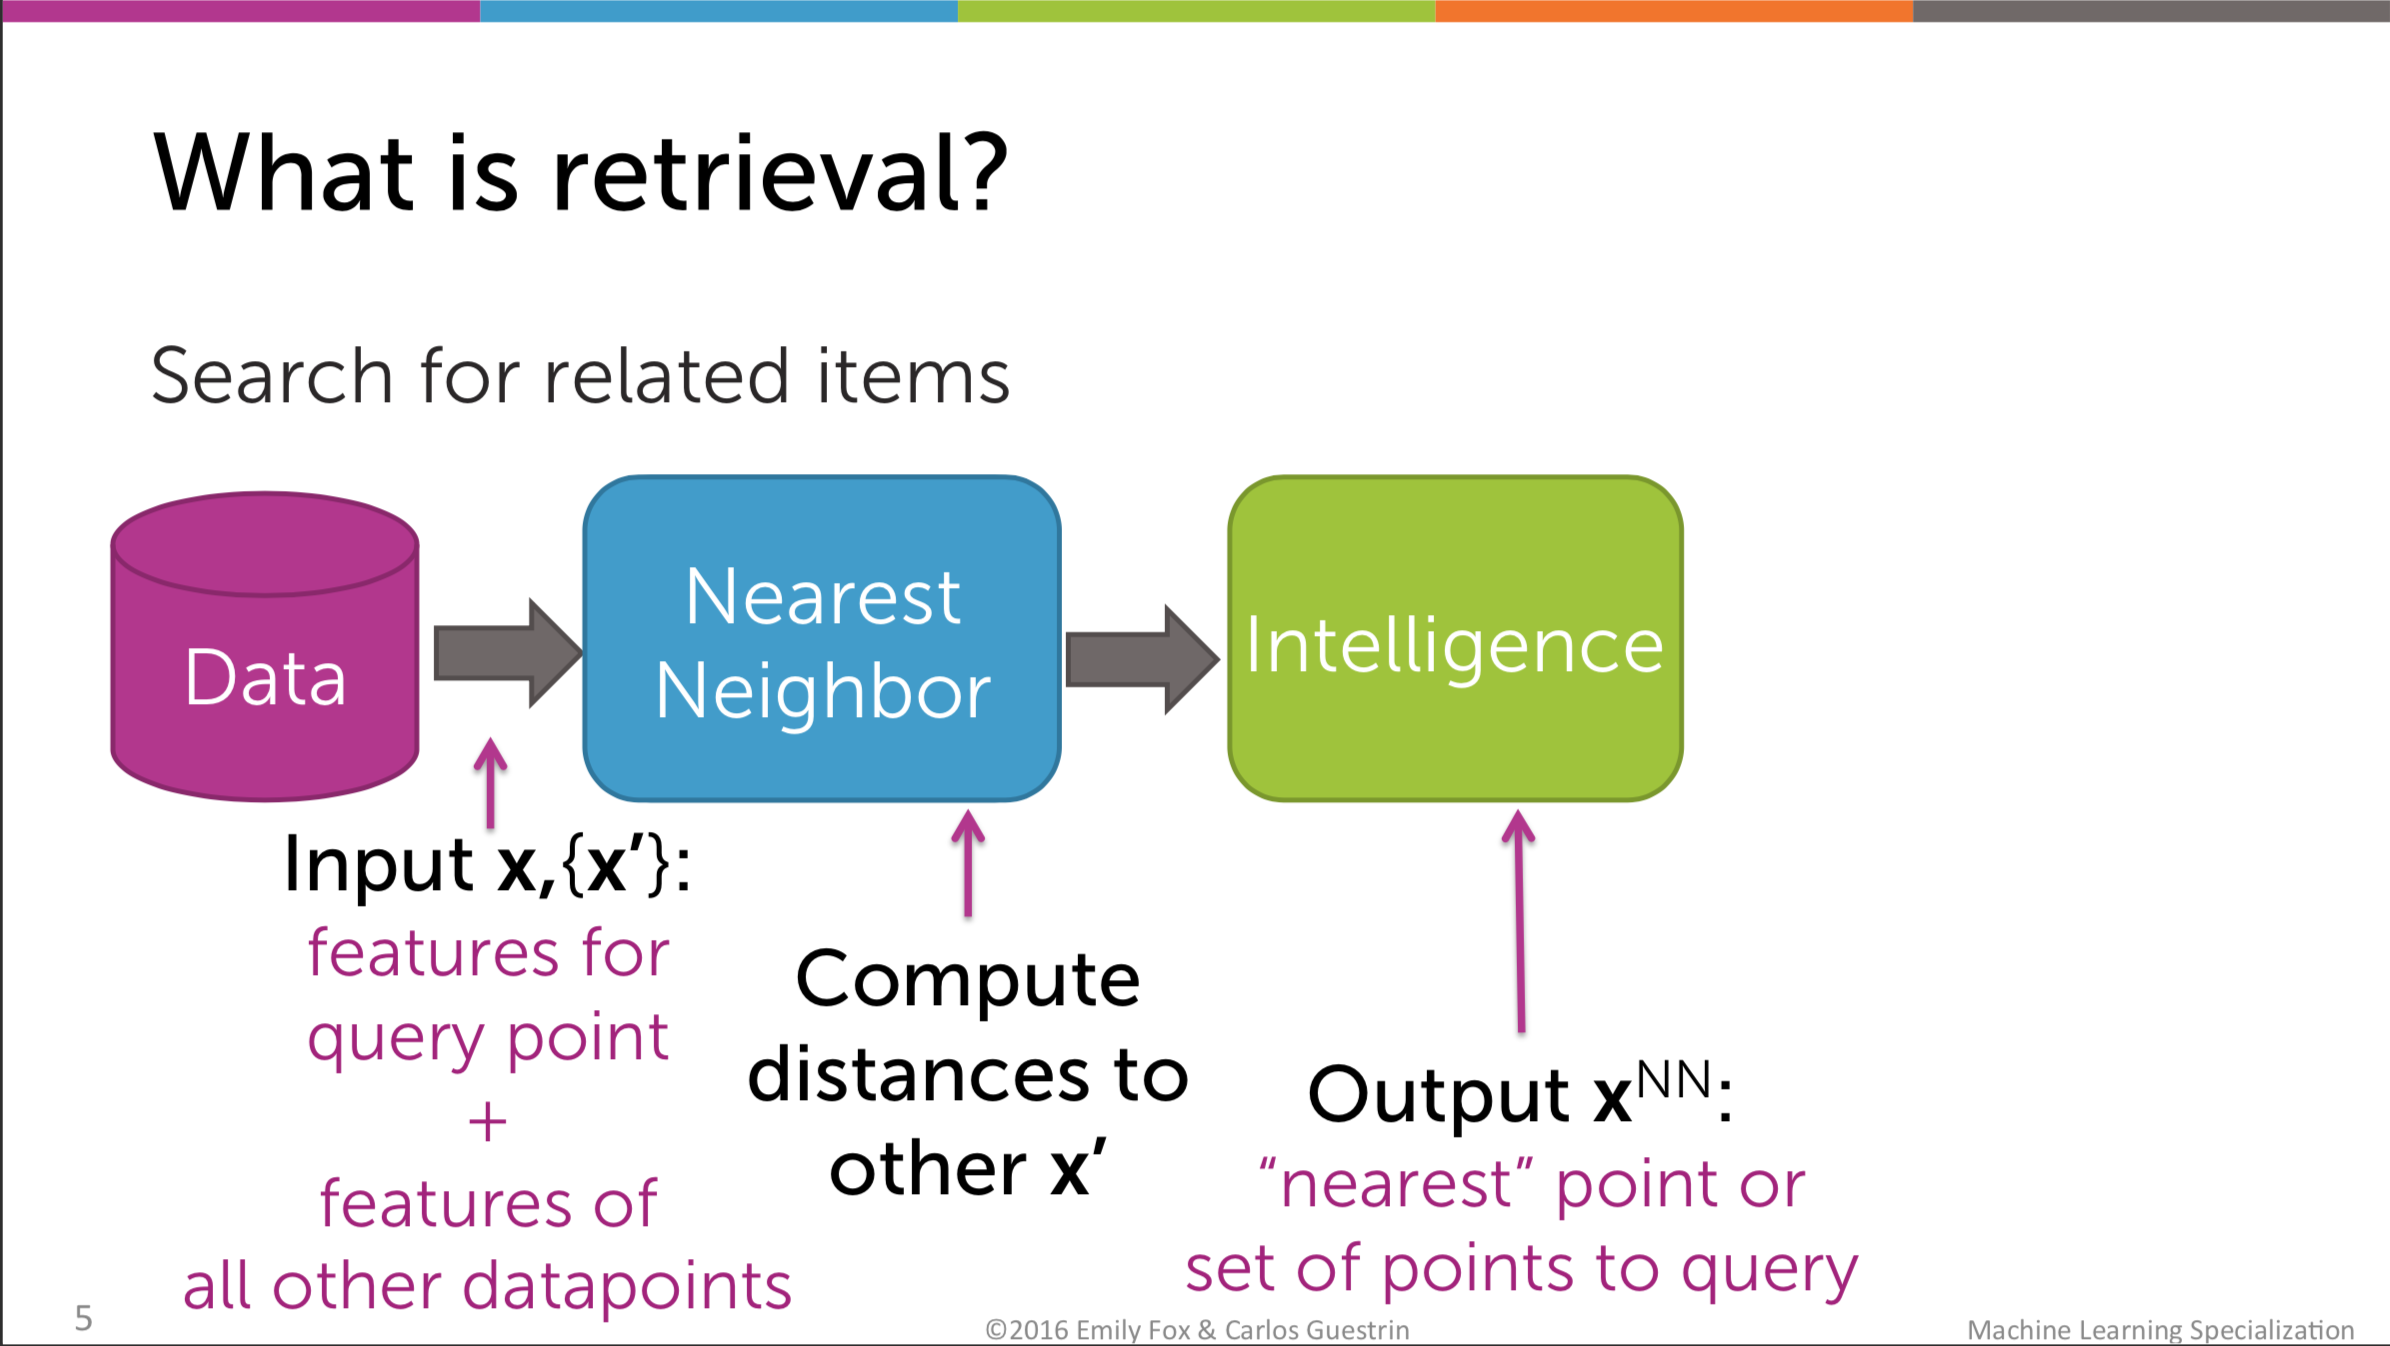 What is retrieval?
Search for related items
Data
Nearest
Neighbor
Intelligence
Input x,{x′}:
features for
query point
+
features of
all other datapoints
Compute
distances to
other x′
Output xᴺᴺ:
“nearest” point or
set of points to query
5
©2016 Emily Fox & Carlos Guestrin
Machine Learning Specialization